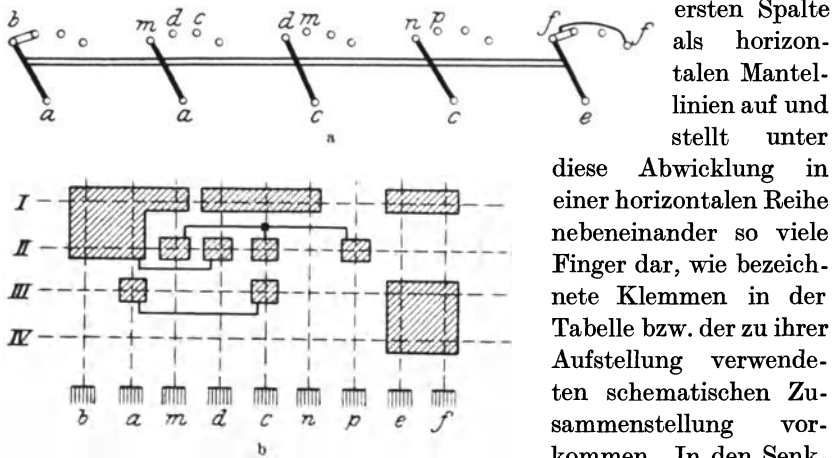 b m d c d m n p f f
a a c c e
a
I
II
III
IV
b a m d c n p e f
b
ersten Spalte
als horizon-
talen Mantel-
linien auf und
stellt unter
diese Abwicklung in
einer horizontalen Reihe
nebeneinander so viele
Finger dar, wie bezeich-
nete Klemmen in der
Tabelle bzw. der zu ihrer
Aufstellung verwende-
ten schematischen Zu-
sammenstellung vor-
kommen. In den Senk-